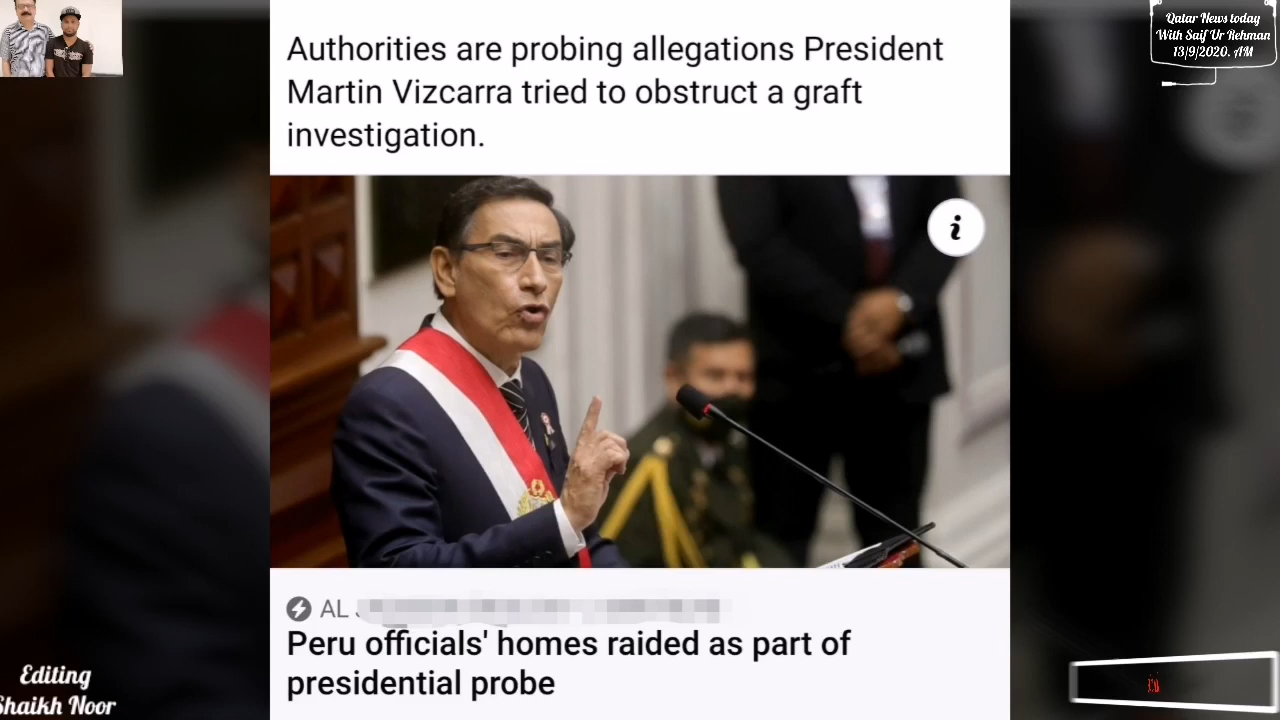 Qatar News today
With Saif Ur Rehman
13/9/2020. AM
Authorities are probing allegations President
Martin Vizcarra tried to obstruct a graft
investigation.
i
AL
Peru officials' homes raided as part of
presidential probe
Editing
Shaikh Noor